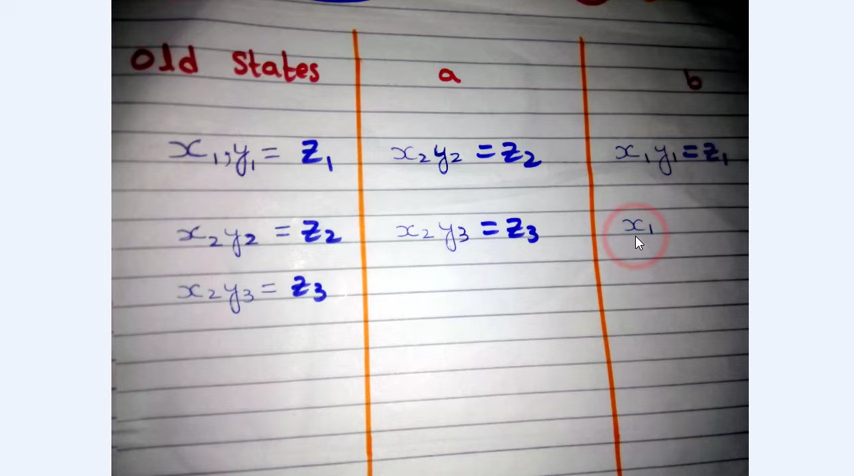 Old States a b
x₁, y₁ = z₁ x₂y₂ = z₂ x₁y₁ = z₁
x₂y₂ = z₂ x₂y₃ = z₃ x₁
x₂y₃ = z₃